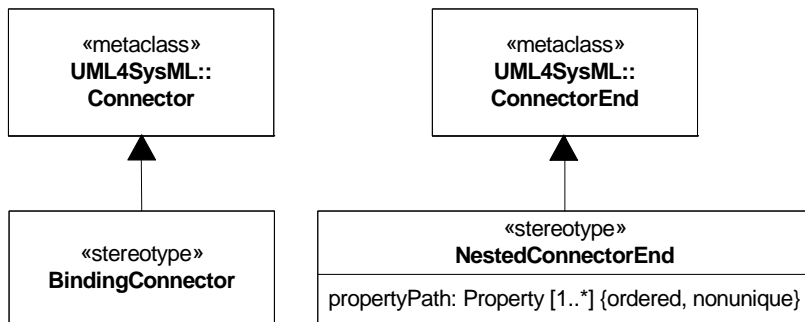 «metaclass»
UML4SysML::
Connector
«metaclass»
UML4SysML::
ConnectorEnd
«stereotype»
BindingConnector
«stereotype»
NestedConnectorEnd
propertyPath: Property [1..*] {ordered, nonunique}